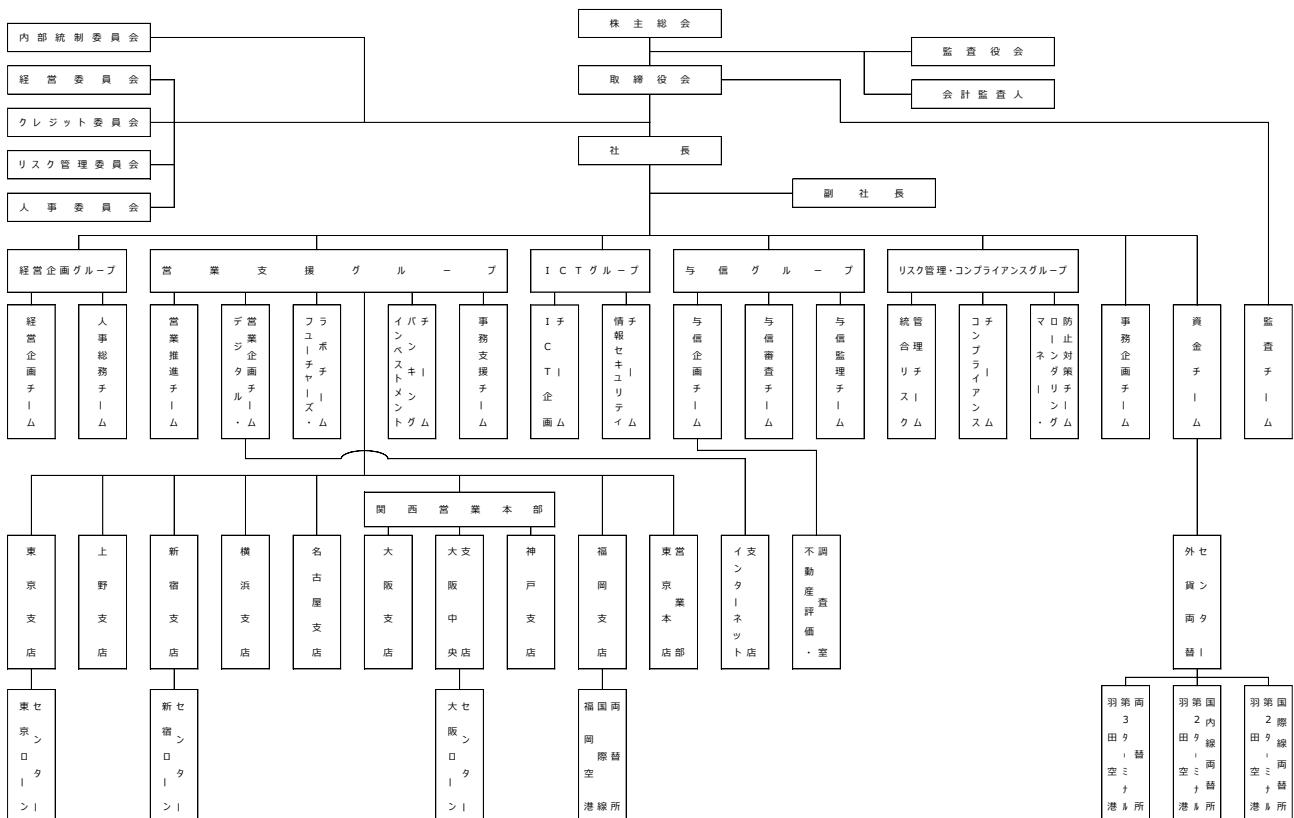 株主総会
内部統制委員会
監査役会
経営委員会
取締役会
会計監査人
クレジット委員会
社長
リスク管理委員会
副社長
人事委員会
経営企画グループ
営業支援グループ
ICTグループ
与信グループ
リスク管理・コンプライアンスグループ
経営企画チーム
人事総務チーム
営業推進チーム
デジタル・
営業企画チーム
フューチャーズ・
ラボチーム
インベストメント
バンキング
チーム
事務支援チーム
ICT企画
チーム
情報セキュリティ
チーム
与信企画チーム
与信審査チーム
与信監理チーム
統合リスク
管理チーム
コンプライアンス
チーム
マネー・
ローンダリング
防止対策チーム
事務企画チーム
資金チーム
監査チーム
関西営業本部
東京支店
上野支店
新宿支店
横浜支店
名古屋支店
大阪支店
大阪中央
支店
神戸支店
福岡支店
東京本店
営業部
インターネット
支店
不動産評価・
調査室
外貨両替
センター
東京ローン
センター
新宿ローン
センター
大阪ローン
センター
福岡空港
国際線
両替所
羽田空港
第3ターミナル
両替所
羽田空港
第2ターミナル
国内線両替所
羽田空港
第2ターミナル
国際線両替所